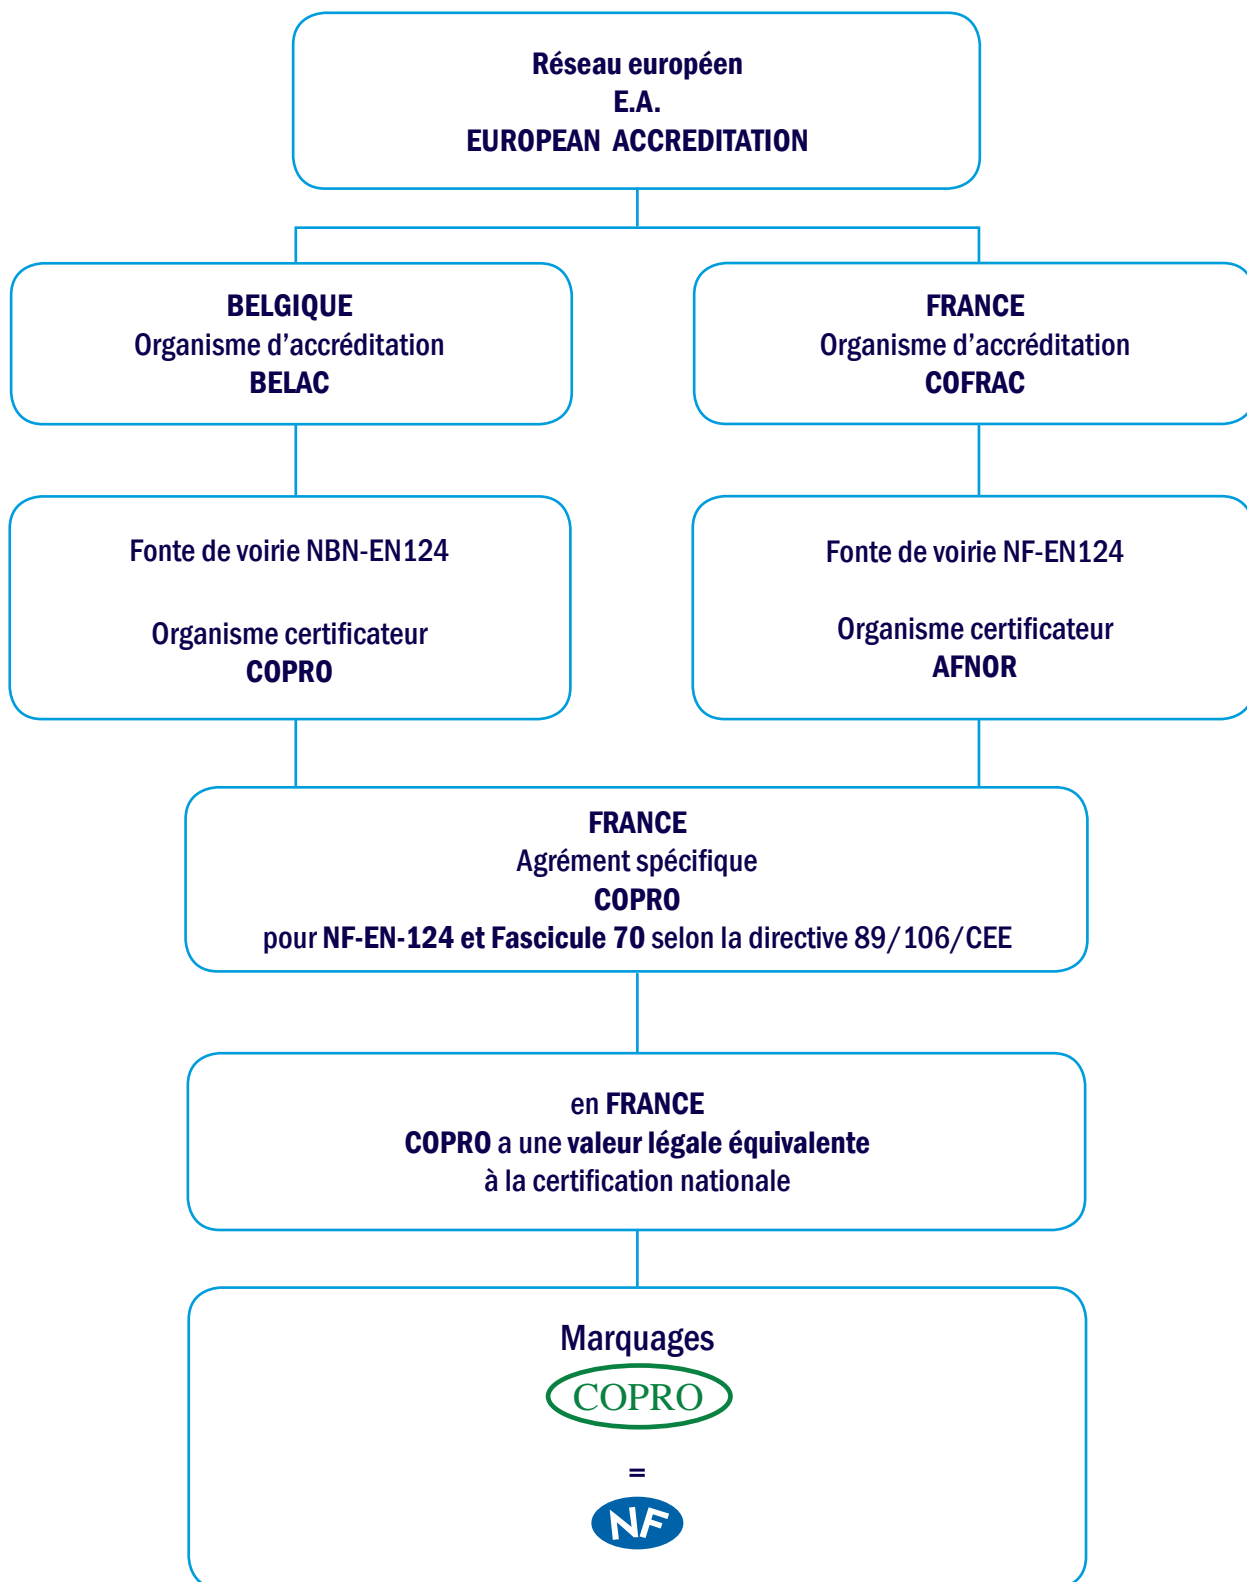 Réseau européen
E.A.
EUROPEAN ACCREDITATION
BELGIQUE
Organisme d’accréditation
BELAC
FRANCE
Organisme d’accréditation
COFRAC
Fonte de voirie NBN-EN124
Organisme certificateur
COPRO
Fonte de voirie NF-EN124
Organisme certificateur
AFNOR
FRANCE
Agrément spécifique
COPRO
pour NF-EN-124 et Fascicule 70 selon la directive 89/106/CEE
en FRANCE
COPRO a une valeur légale équivalente
à la certification nationale
Marquages
COPRO
=
NF